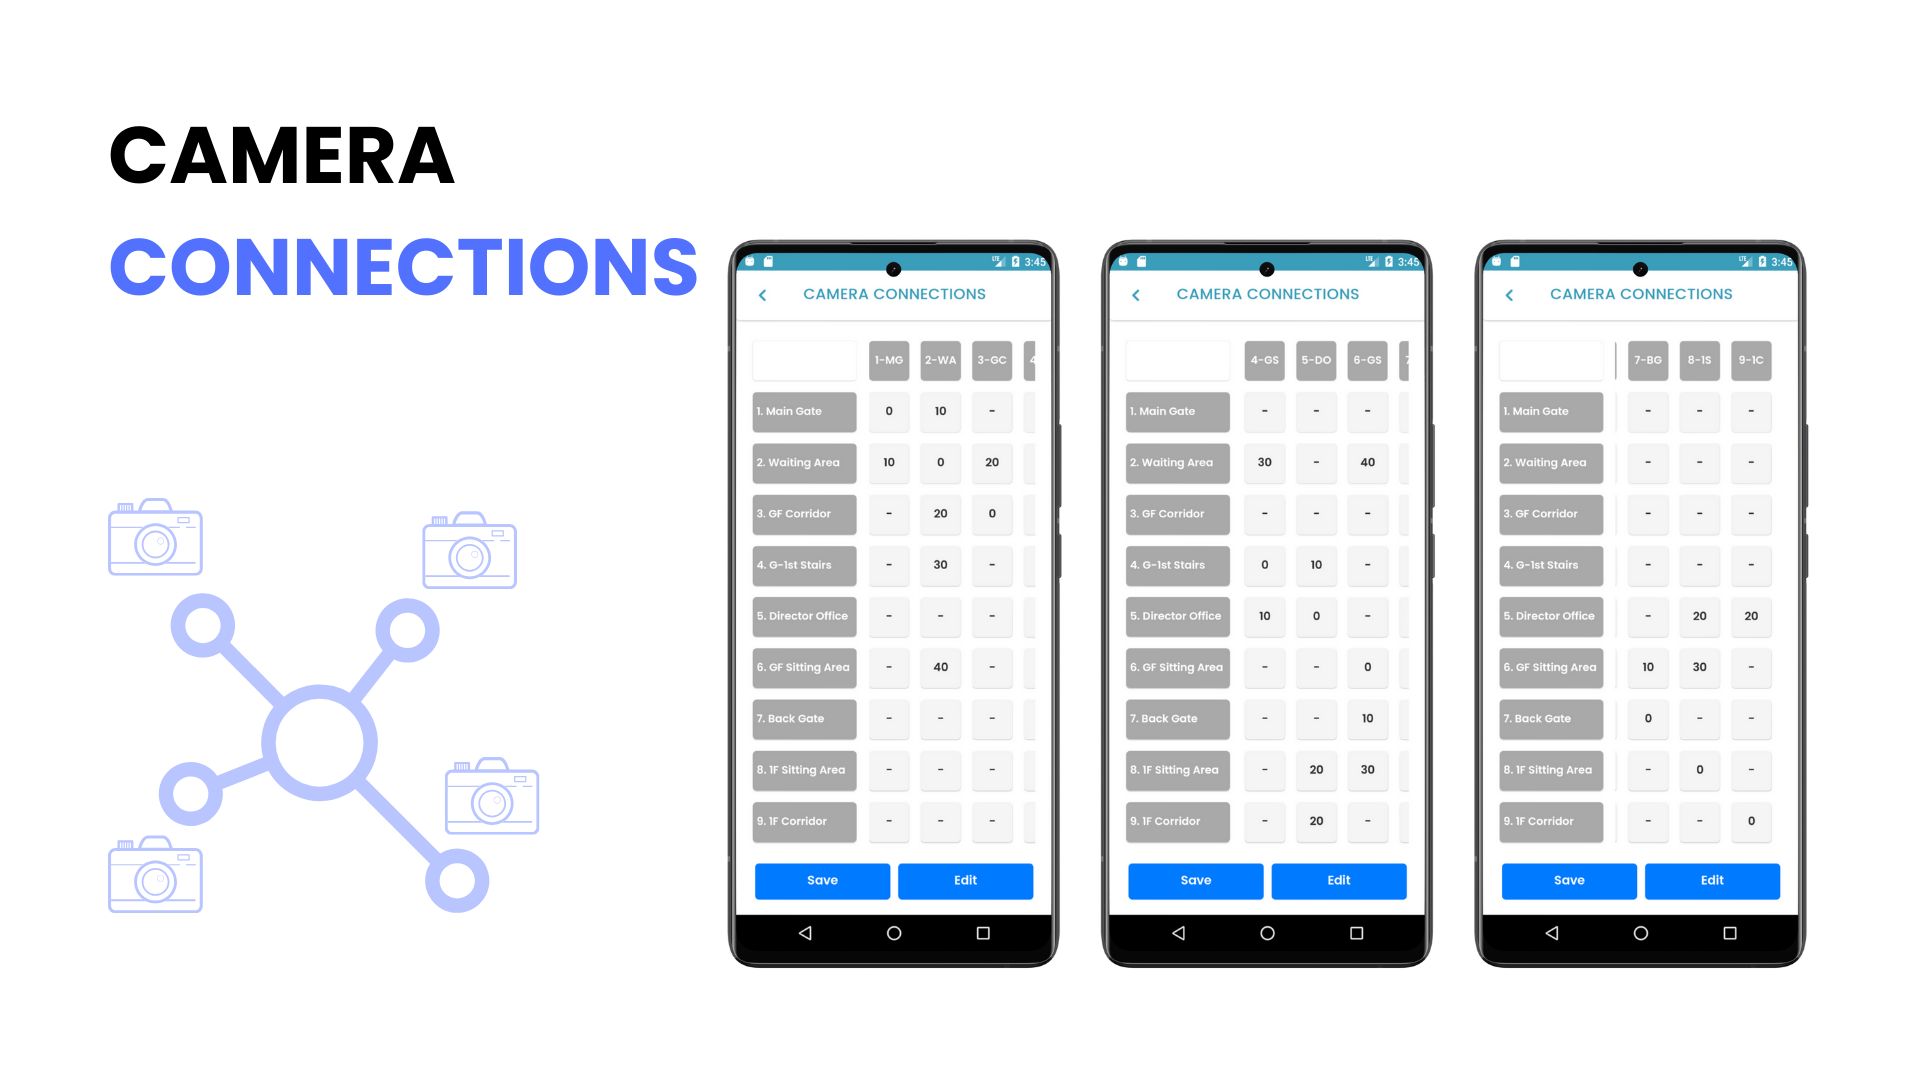 CAMERA
CONNECTIONS
3:45
CAMERA CONNECTIONS
1-MG 2-WA 3-GC 4
1. Main Gate 0 10 -
2. Waiting Area 10 0 20
3. GF Corridor - 20 0
4. G-1st Stairs - 30 -
5. Director Office - - -
6. GF Sitting Area - 40 -
7. Back Gate - - -
8. 1F Sitting Area - - -
9. 1F Corridor - - -
Save Edit
3:45
CAMERA CONNECTIONS
4-GS 5-DO 6-GS 7
1. Main Gate - - -
2. Waiting Area 30 - 40
3. GF Corridor - - -
4. G-1st Stairs 0 10 -
5. Director Office 10 0 -
6. GF Sitting Area - - 0
7. Back Gate - - 10
8. 1F Sitting Area - 20 30
9. 1F Corridor - 20 -
Save Edit
3:45
CAMERA CONNECTIONS
7-BG 8-1S 9-1C
1. Main Gate - - -
2. Waiting Area - - -
3. GF Corridor - - -
4. G-1st Stairs - - -
5. Director Office - 20 20
6. GF Sitting Area 10 30 -
7. Back Gate 0 - -
8. 1F Sitting Area - 0 -
9. 1F Corridor - - 0
Save Edit